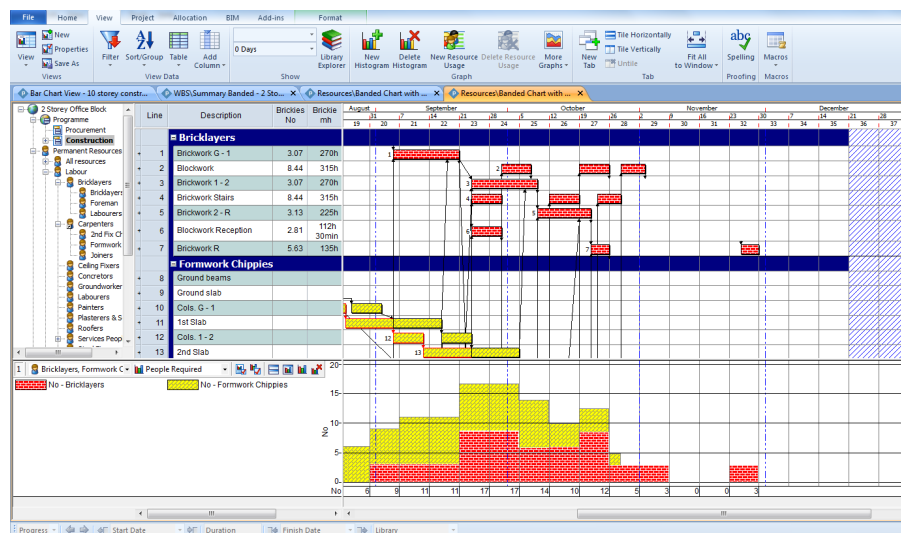 File Home View Project Allocation BIM Add-ins Format
View New Properties Save As
Filter Sort/Group Table Add Column
0 Days
Library Explorer
New Histogram Delete Histogram New Resource Usage Delete Resource Usage More Graphs
New Tab Tile Horizontally Tile Vertically Untile Fit All to Window
Spelling Macros
Views View Data Show Graph Tab Proofing Macros
Bar Chart View - 10 storey constr... WBS\Summary Banded - 2 Sto... Resources\Banded Chart with ... Resources\Banded Chart with ...
2 Storey Office Block
Programme
Procurement
Construction
Permanent Resources
All resources
Labour
Bricklayers
Bricklayers
Foreman
Labourers
Carpenters
2nd Fix Ch
Formwork
Joiners
Ceiling Fixers
Concretors
Groundworker
Labourers
Painters
Plasterers & S
Roofers
Services Peop
Line Description Brickies No Brickie mh
August September October November December
31 7 14 21 28 5 12 19 26 2 9 16 23 30 7 14 21 28
19 20 21 22 23 24 25 26 27 28 29 30 31 32 33 34 35 36 37
Bricklayers
1 Brickwork G - 1 3.07 270h 1
2 Blockwork 8.44 315h 2
3 Brickwork 1 - 2 3.07 270h 3
4 Brickwork Stairs 8.44 315h 4
5 Brickwork 2 - R 3.13 225h 5
6 Blockwork Reception 2.81 112h 30min 6
7 Brickwork R 5.63 135h 7
Formwork Chippies
8 Ground beams
9 Ground slab
10 Cols. G - 1
11 1st Slab
12 Cols. 1 - 2 12
13 2nd Slab 13
1 Bricklayers, Formwork C People Required
No - Bricklayers No - Formwork Chippies
20
15
10
5
0
No
No 6 9 11 11 17 17 14 10 12 5 3 0 0 3
Progress Start Date Duration Finish Date Library